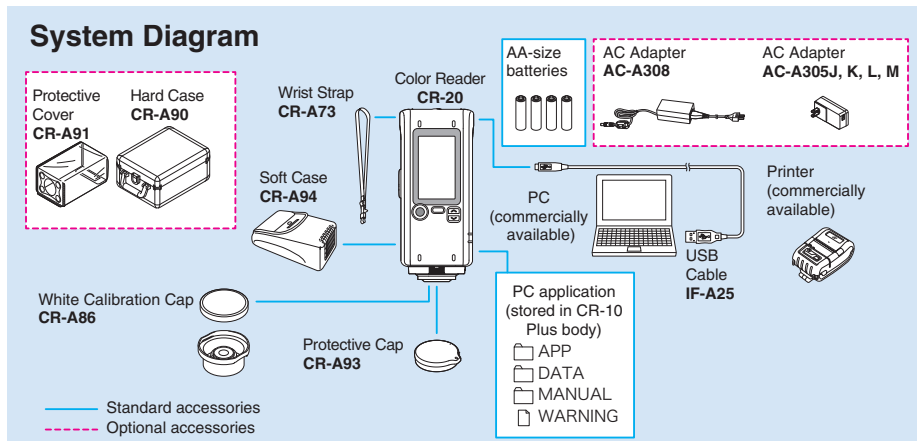 System Diagram
Protective
Cover
CR-A91
Hard Case
CR-A90
Wrist Strap
CR-A73
Color Reader
CR-20
AA-size
batteries
AC Adapter
AC-A308
AC Adapter
AC-A305J, K, L, M
Soft Case
CR-A94
PC
(commercially
available)
Printer
(commercially
available)
USB
Cable
IF-A25
White Calibration Cap
CR-A86
Protective Cap
CR-A93
PC application
(stored in CR-10
Plus body)
APP
DATA
MANUAL
WARNING
Standard accessories
Optional accessories